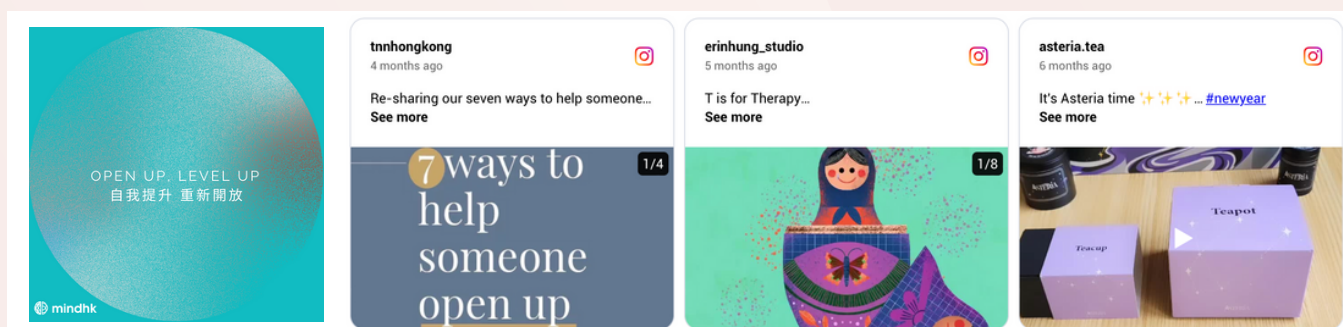 OPEN UP, LEVEL UP
自我提升 重新開放
mindhk
tnnhongkong
4 months ago
Re-sharing our seven ways to help someone...
See more
1/4
7 ways to
help
someone
open up
erinhung_studio
5 months ago
T is for Therapy...
See more
1/8
asteria.tea
6 months ago
It's Asteria time ✨✨✨... #newyear
See more
ASTERIA
ASTERIA
Teapot
Teacup